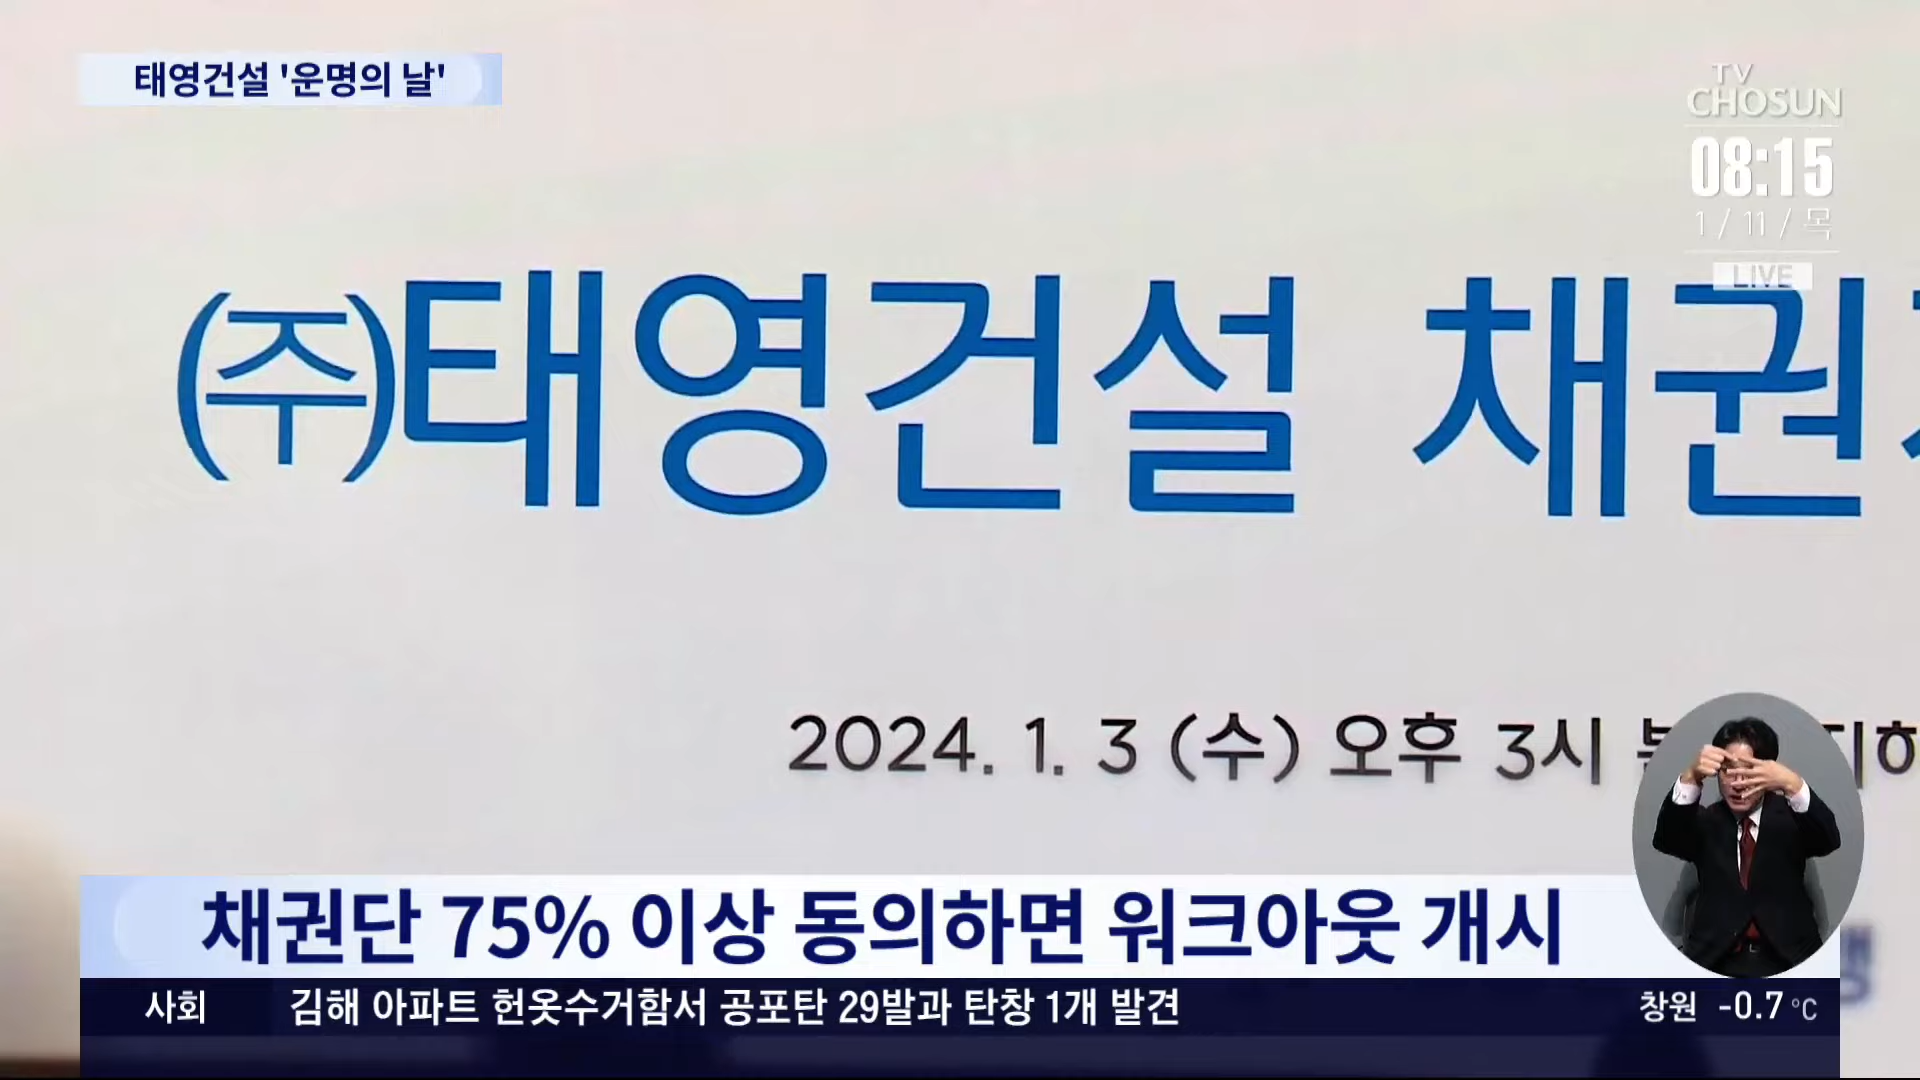 태영건설 '운명의 날'
TV
CHOSUN
08:15
1 / 11 / 목
LIVE
㈜태영건설 채권
2024. 1. 3 (수) 오후 3시
채권단 75% 이상 동의하면 워크아웃 개시
사회 김해 아파트 헌옷수거함서 공포탄 29발과 탄창 1개 발견
창원 -0.7 ℃